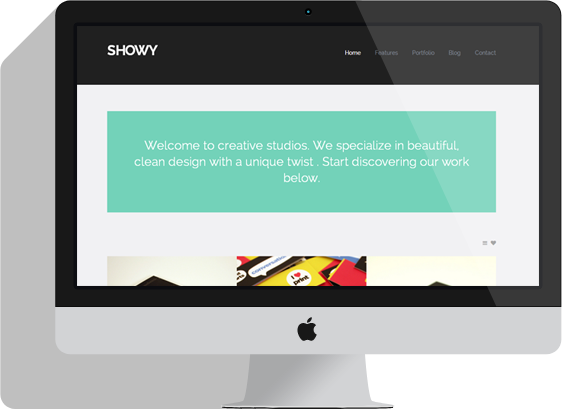 SHOWY
Home Features Portfolio Blog Contact
Welcome to creative studios. We specialize in beautiful,
clean design with a unique twist . Start discovering our work
below.
I
print